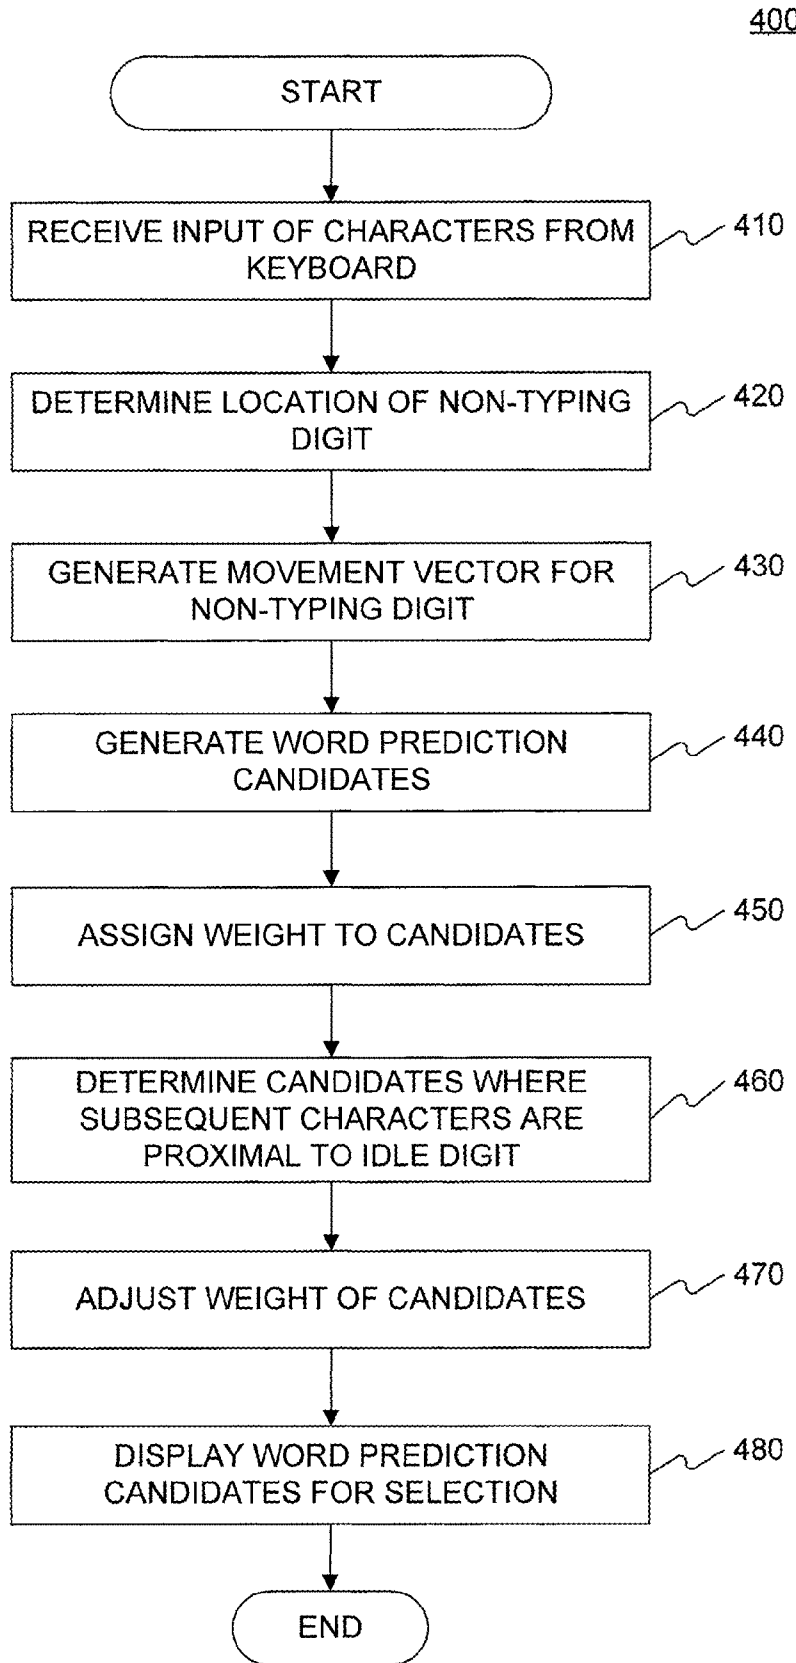 400
START
RECEIVE INPUT OF CHARACTERS FROM
KEYBOARD
410
DETERMINE LOCATION OF NON-TYPING
DIGIT
420
GENERATE MOVEMENT VECTOR FOR
NON-TYPING DIGIT
430
GENERATE WORD PREDICTION
CANDIDATES
440
ASSIGN WEIGHT TO CANDIDATES
450
DETERMINE CANDIDATES WHERE
SUBSEQUENT CHARACTERS ARE
PROXIMAL TO IDLE DIGIT
460
ADJUST WEIGHT OF CANDIDATES
470
DISPLAY WORD PREDICTION
CANDIDATES FOR SELECTION
480
END